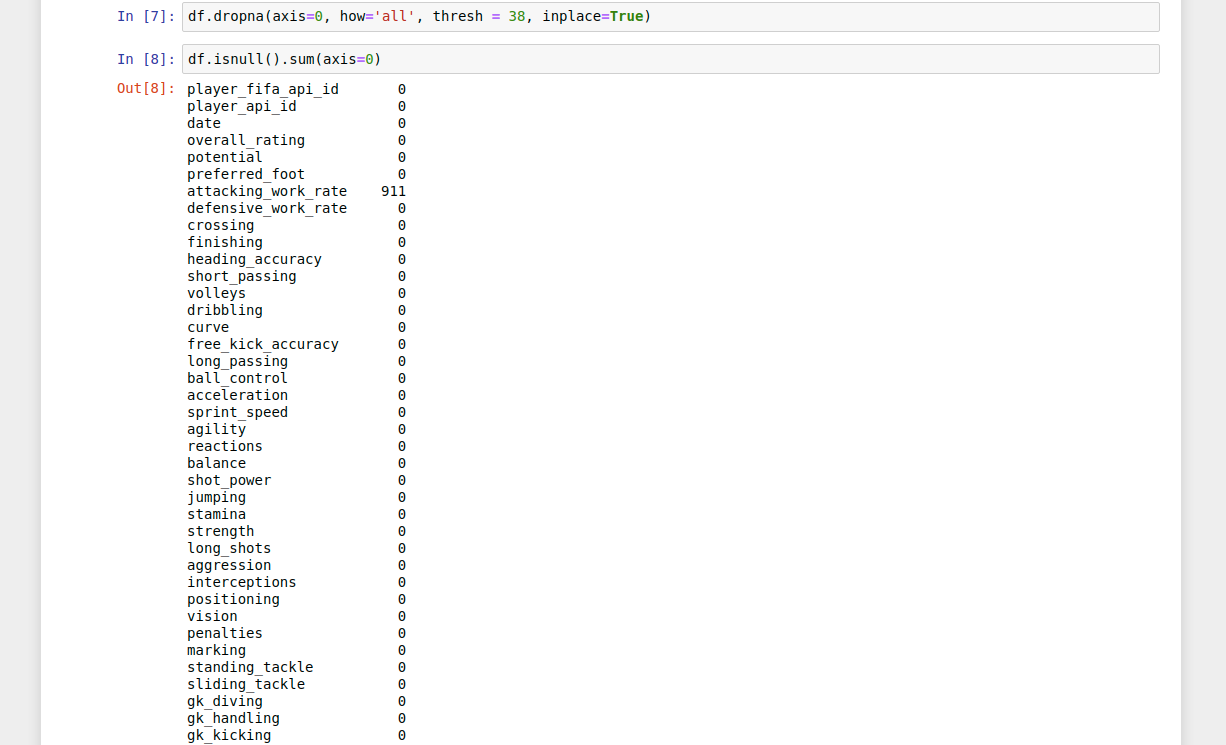 In [7]: df.dropna(axis=0, how='all', thresh = 38, inplace=True)
In [8]: df.isnull().sum(axis=0)
Out[8]: player_fifa_api_id 0
player_api_id 0
date 0
overall_rating 0
potential 0
preferred_foot 0
attacking_work_rate 911
defensive_work_rate 0
crossing 0
finishing 0
heading_accuracy 0
short_passing 0
volleys 0
dribbling 0
curve 0
free_kick_accuracy 0
long_passing 0
ball_control 0
acceleration 0
sprint_speed 0
agility 0
reactions 0
balance 0
shot_power 0
jumping 0
stamina 0
strength 0
long_shots 0
aggression 0
interceptions 0
positioning 0
vision 0
penalties 0
marking 0
standing_tackle 0
sliding_tackle 0
gk_diving 0
gk_handling 0
gk_kicking 0